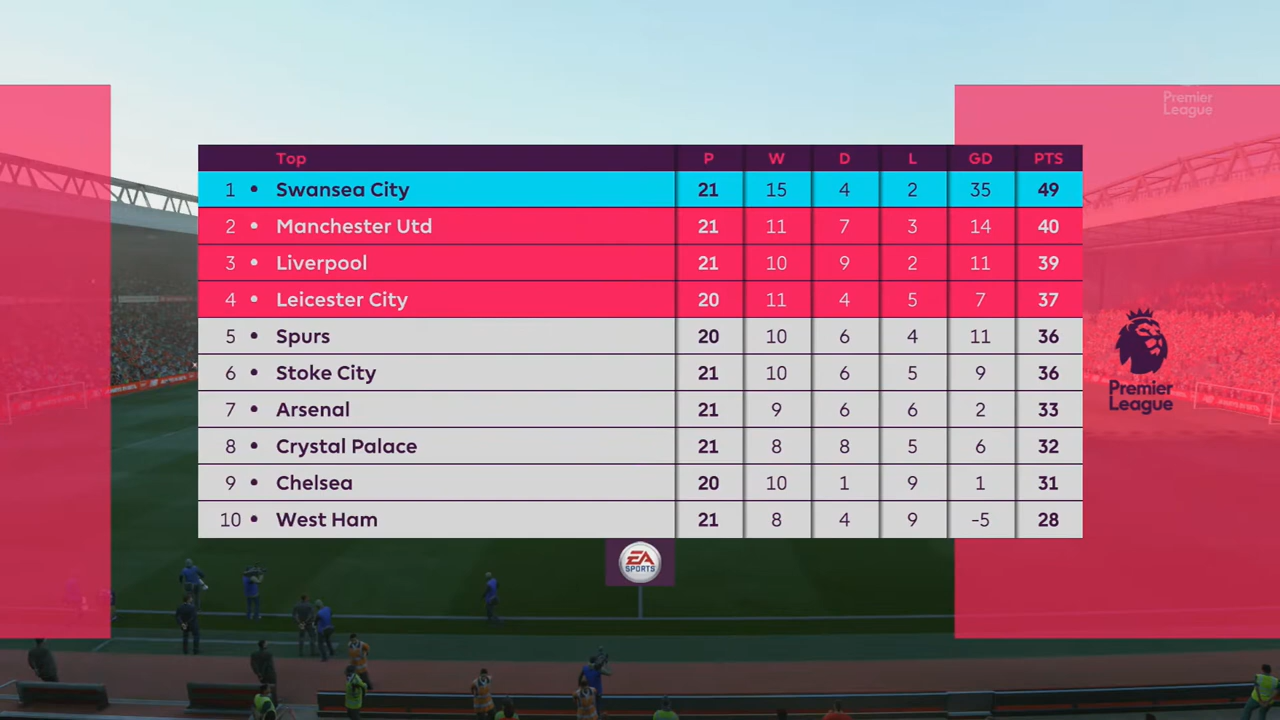 Premier
League
Top P W D L GD PTS
1 • Swansea City 21 15 4 2 35 49
2 • Manchester Utd 21 11 7 3 14 40
3 • Liverpool 21 10 9 2 11 39
4 • Leicester City 20 11 4 5 7 37
5 • Spurs 20 10 6 4 11 36
6 • Stoke City 21 10 6 5 9 36
7 • Arsenal 21 9 6 6 2 33
8 • Crystal Palace 21 8 8 5 6 32
9 • Chelsea 20 10 1 9 1 31
10 • West Ham 21 8 4 9 -5 28
Premier
League
EA
SPORTS